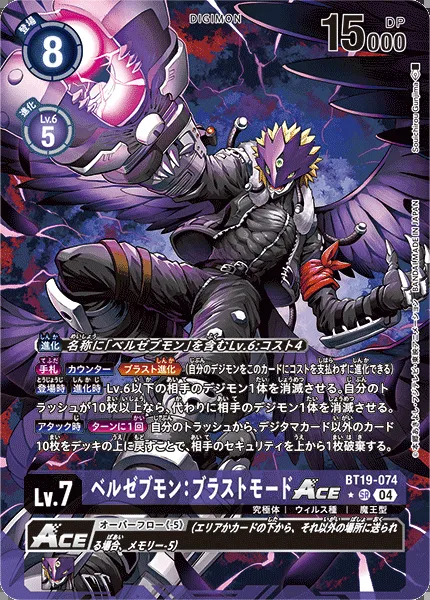 登場
8
DIGIMON
DP
15000
進化
Lv.6
5
Souichirou Gunjima
BANDAI MADE IN JAPAN
進化 名称に「ベルゼブモン」を含むLv.6:コスト4
手札 カウンター ブラスト進化 (自分のデジモンをこのカードにコストを支払わずに進化できる)
登場時 進化時 Lv.6以下の相手のデジモン1体を消滅させる。自分のト
ラッシュが10枚以上なら、代わりに相手のデジモン1体を消滅させる。
アタック時 ターンに1回 自分のトラッシュから、デジタマカード以外のカード
10枚をデッキの上に戻すことで、相手のセキュリティを上から1枚破棄する。
Lv.7 ベルゼブモン:ブラストモードACE
BT19-074
SR 04
究極体 ウィルス種 魔王型
ACE オーバーフロー《-5》 (エリアかカードの下から、それ以外の場所に送られ
る場合、メモリー-5)